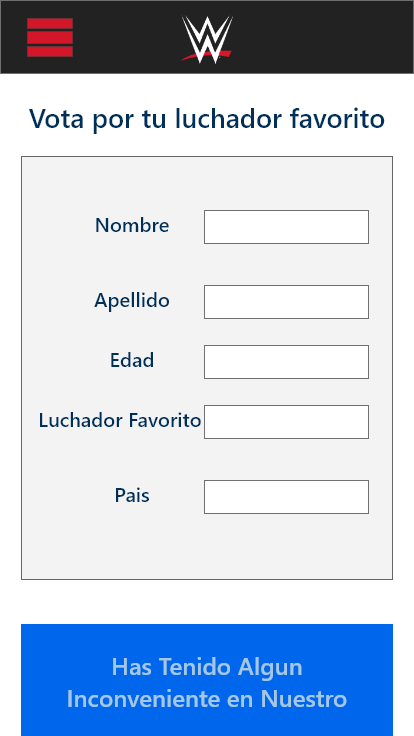 Vota por tu luchador favorito
Nombre
Apellido
Edad
Luchador Favorito
Pais
Has Tenido Algun
Inconveniente en Nuestro